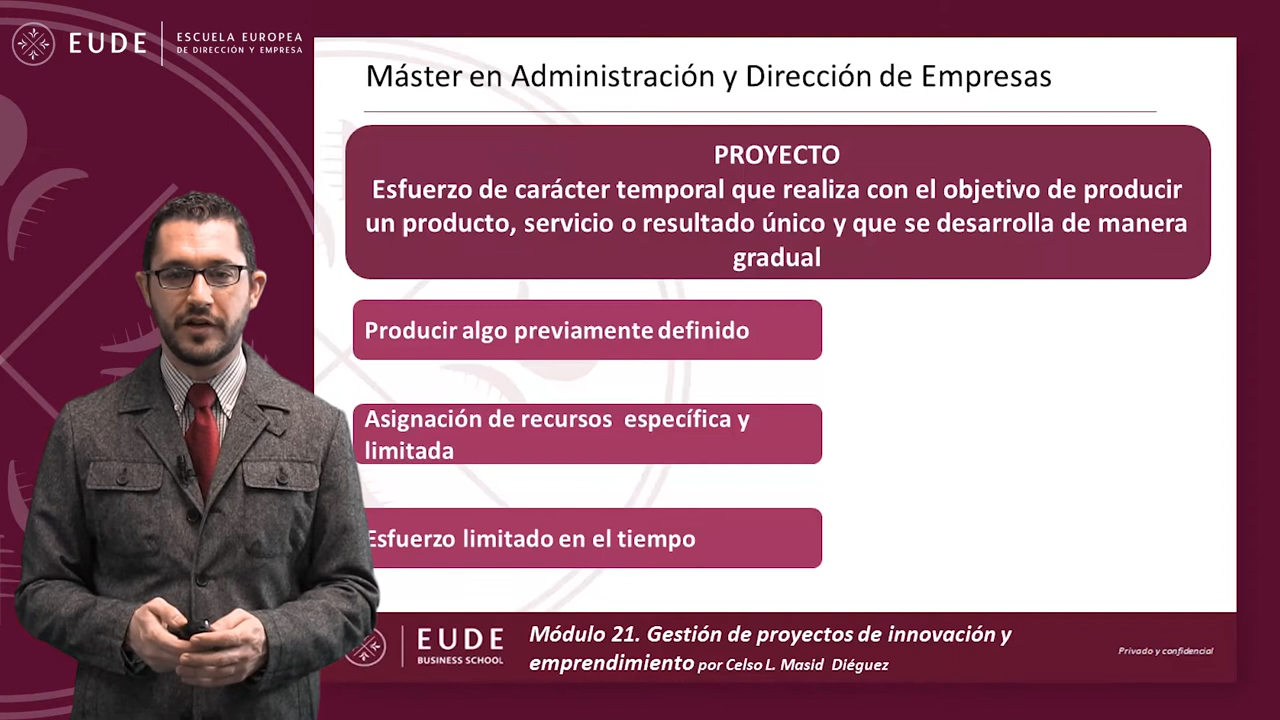 EUDE
ESCUELA EUROPEA
DE DIRECCIÓN Y EMPRESA
Máster en Administración y Dirección de Empresas
PROYECTO
Esfuerzo de carácter temporal que realiza con el objetivo de producir
un producto, servicio o resultado único y que se desarrolla de manera
gradual
Producir algo previamente definido
Asignación de recursos específica y
limitada
Esfuerzo limitado en el tiempo
EUDE
BUSINESS SCHOOL
Módulo 21. Gestión de proyectos de innovación y
emprendimiento por Celso L. Masid Diéguez
Privado y confidencial